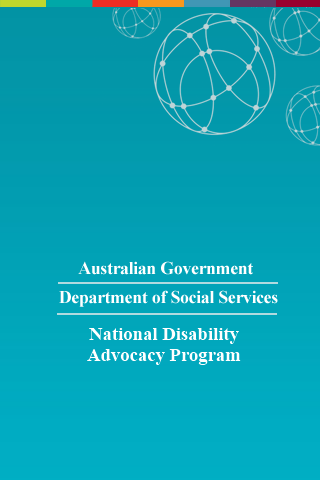 Australian Government
Department of Social Services
National Disability
Advocacy Program